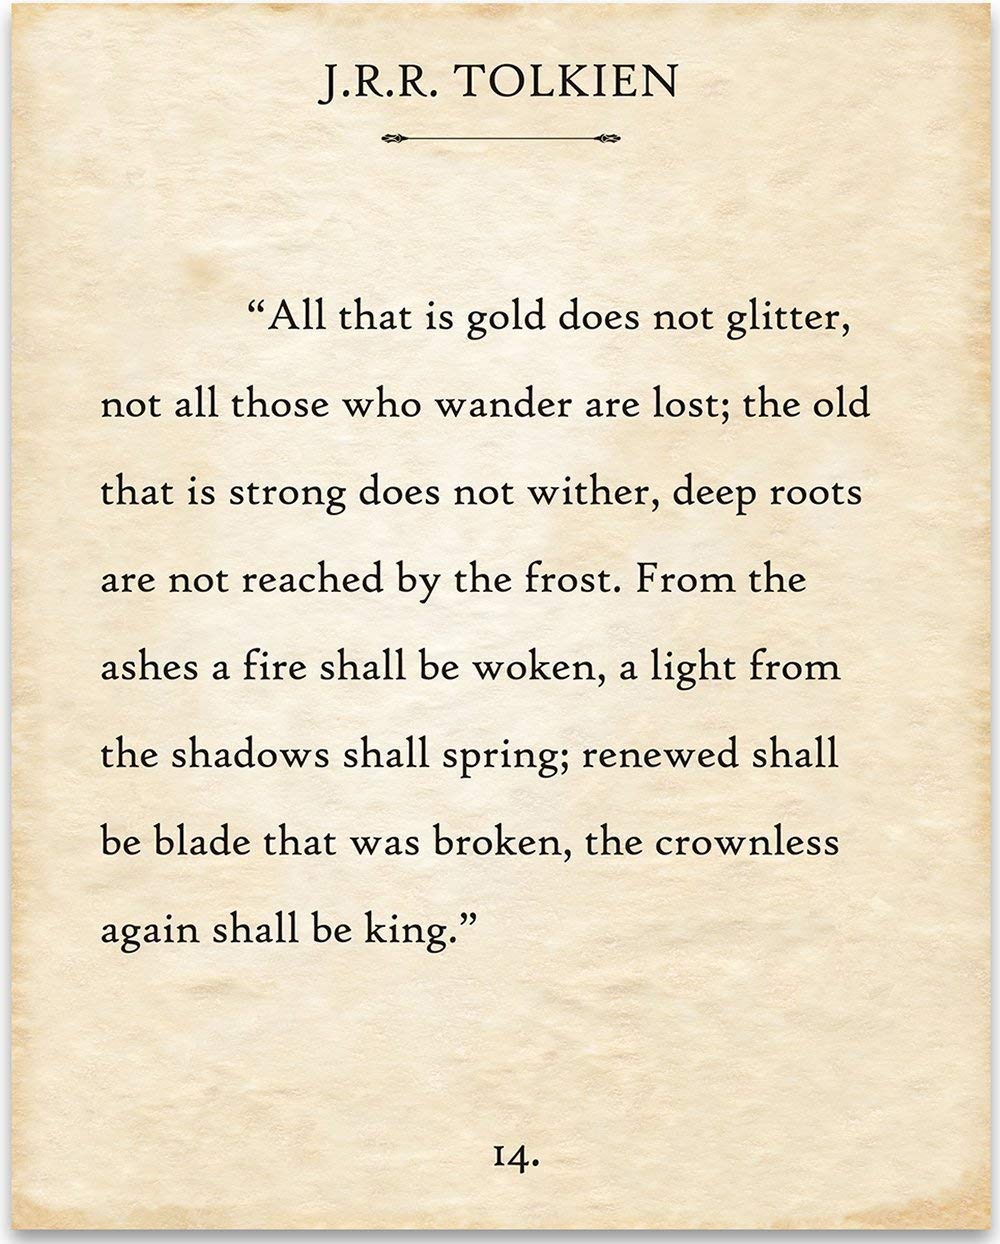 J.R.R. TOLKIEN
“All that is gold does not glitter,
not all those who wander are lost; the old
that is strong does not wither, deep roots
are not reached by the frost. From the
ashes a fire shall be woken, a light from
the shadows shall spring; renewed shall
be blade that was broken, the crownless
again shall be king.”
14.